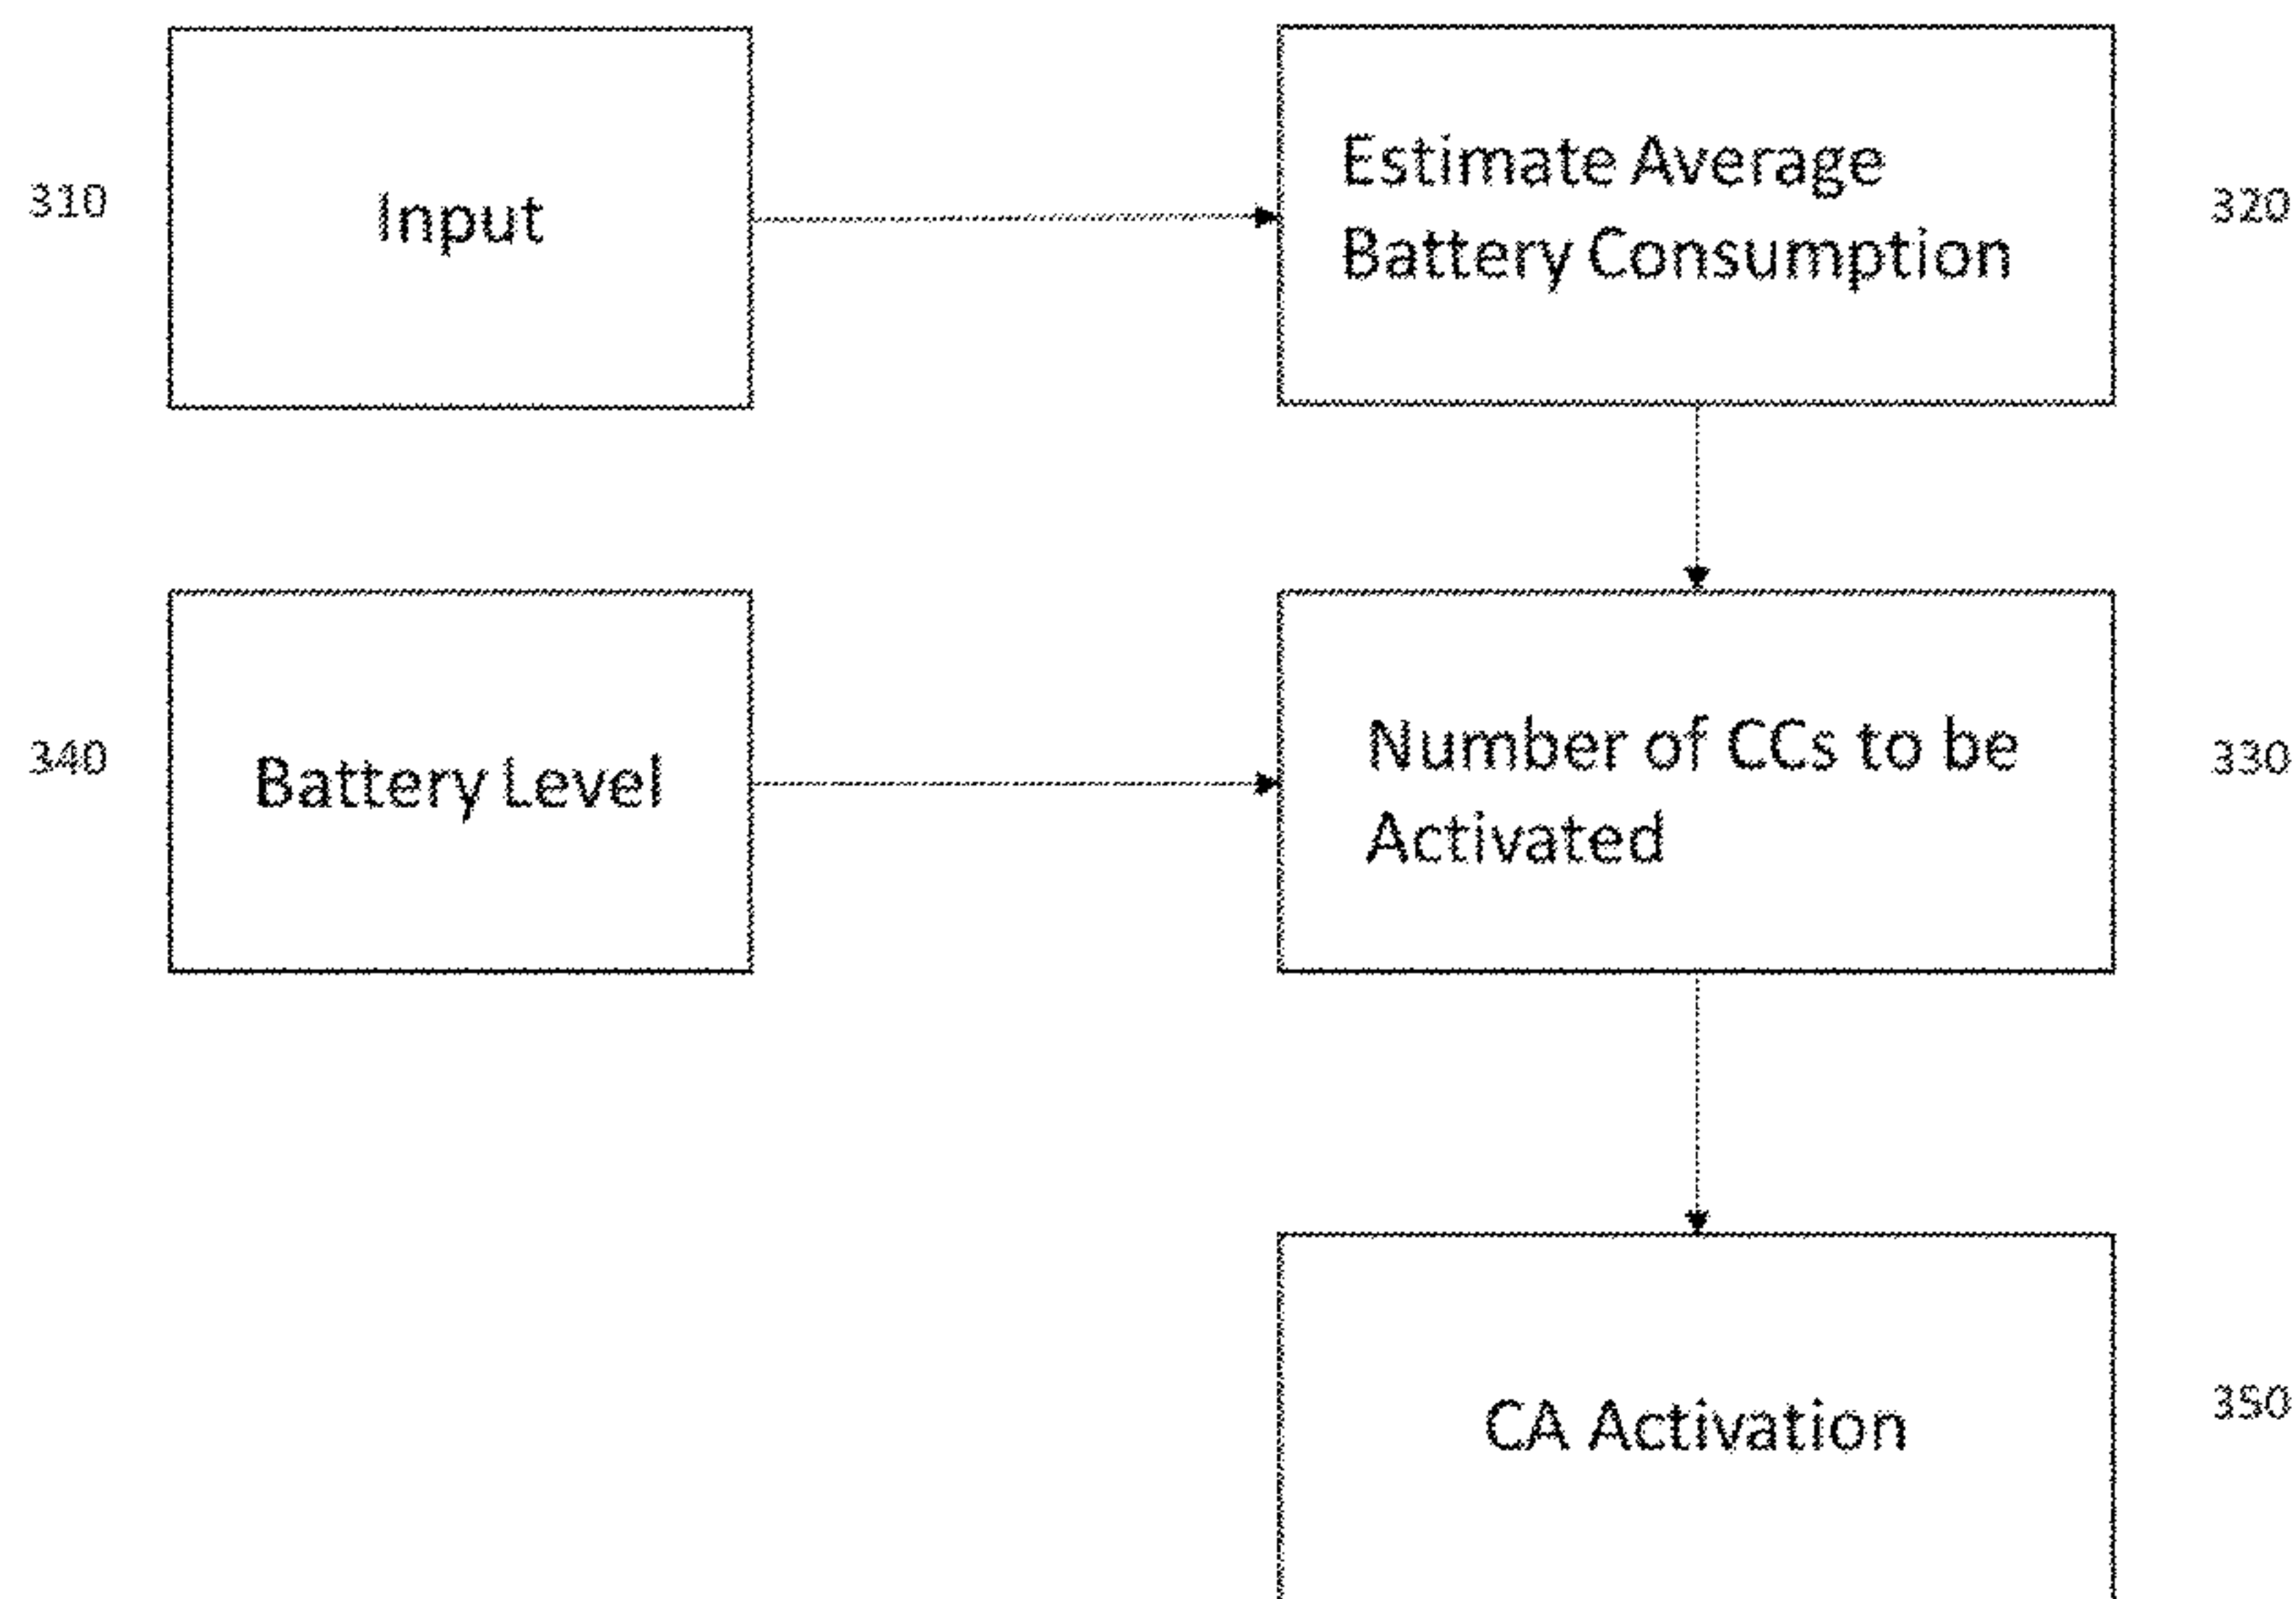 310
Input
Estimate Average
Battery Consumption
320
340
Battery Level
Number of CCs to be
Activated
330
CA Activation
350